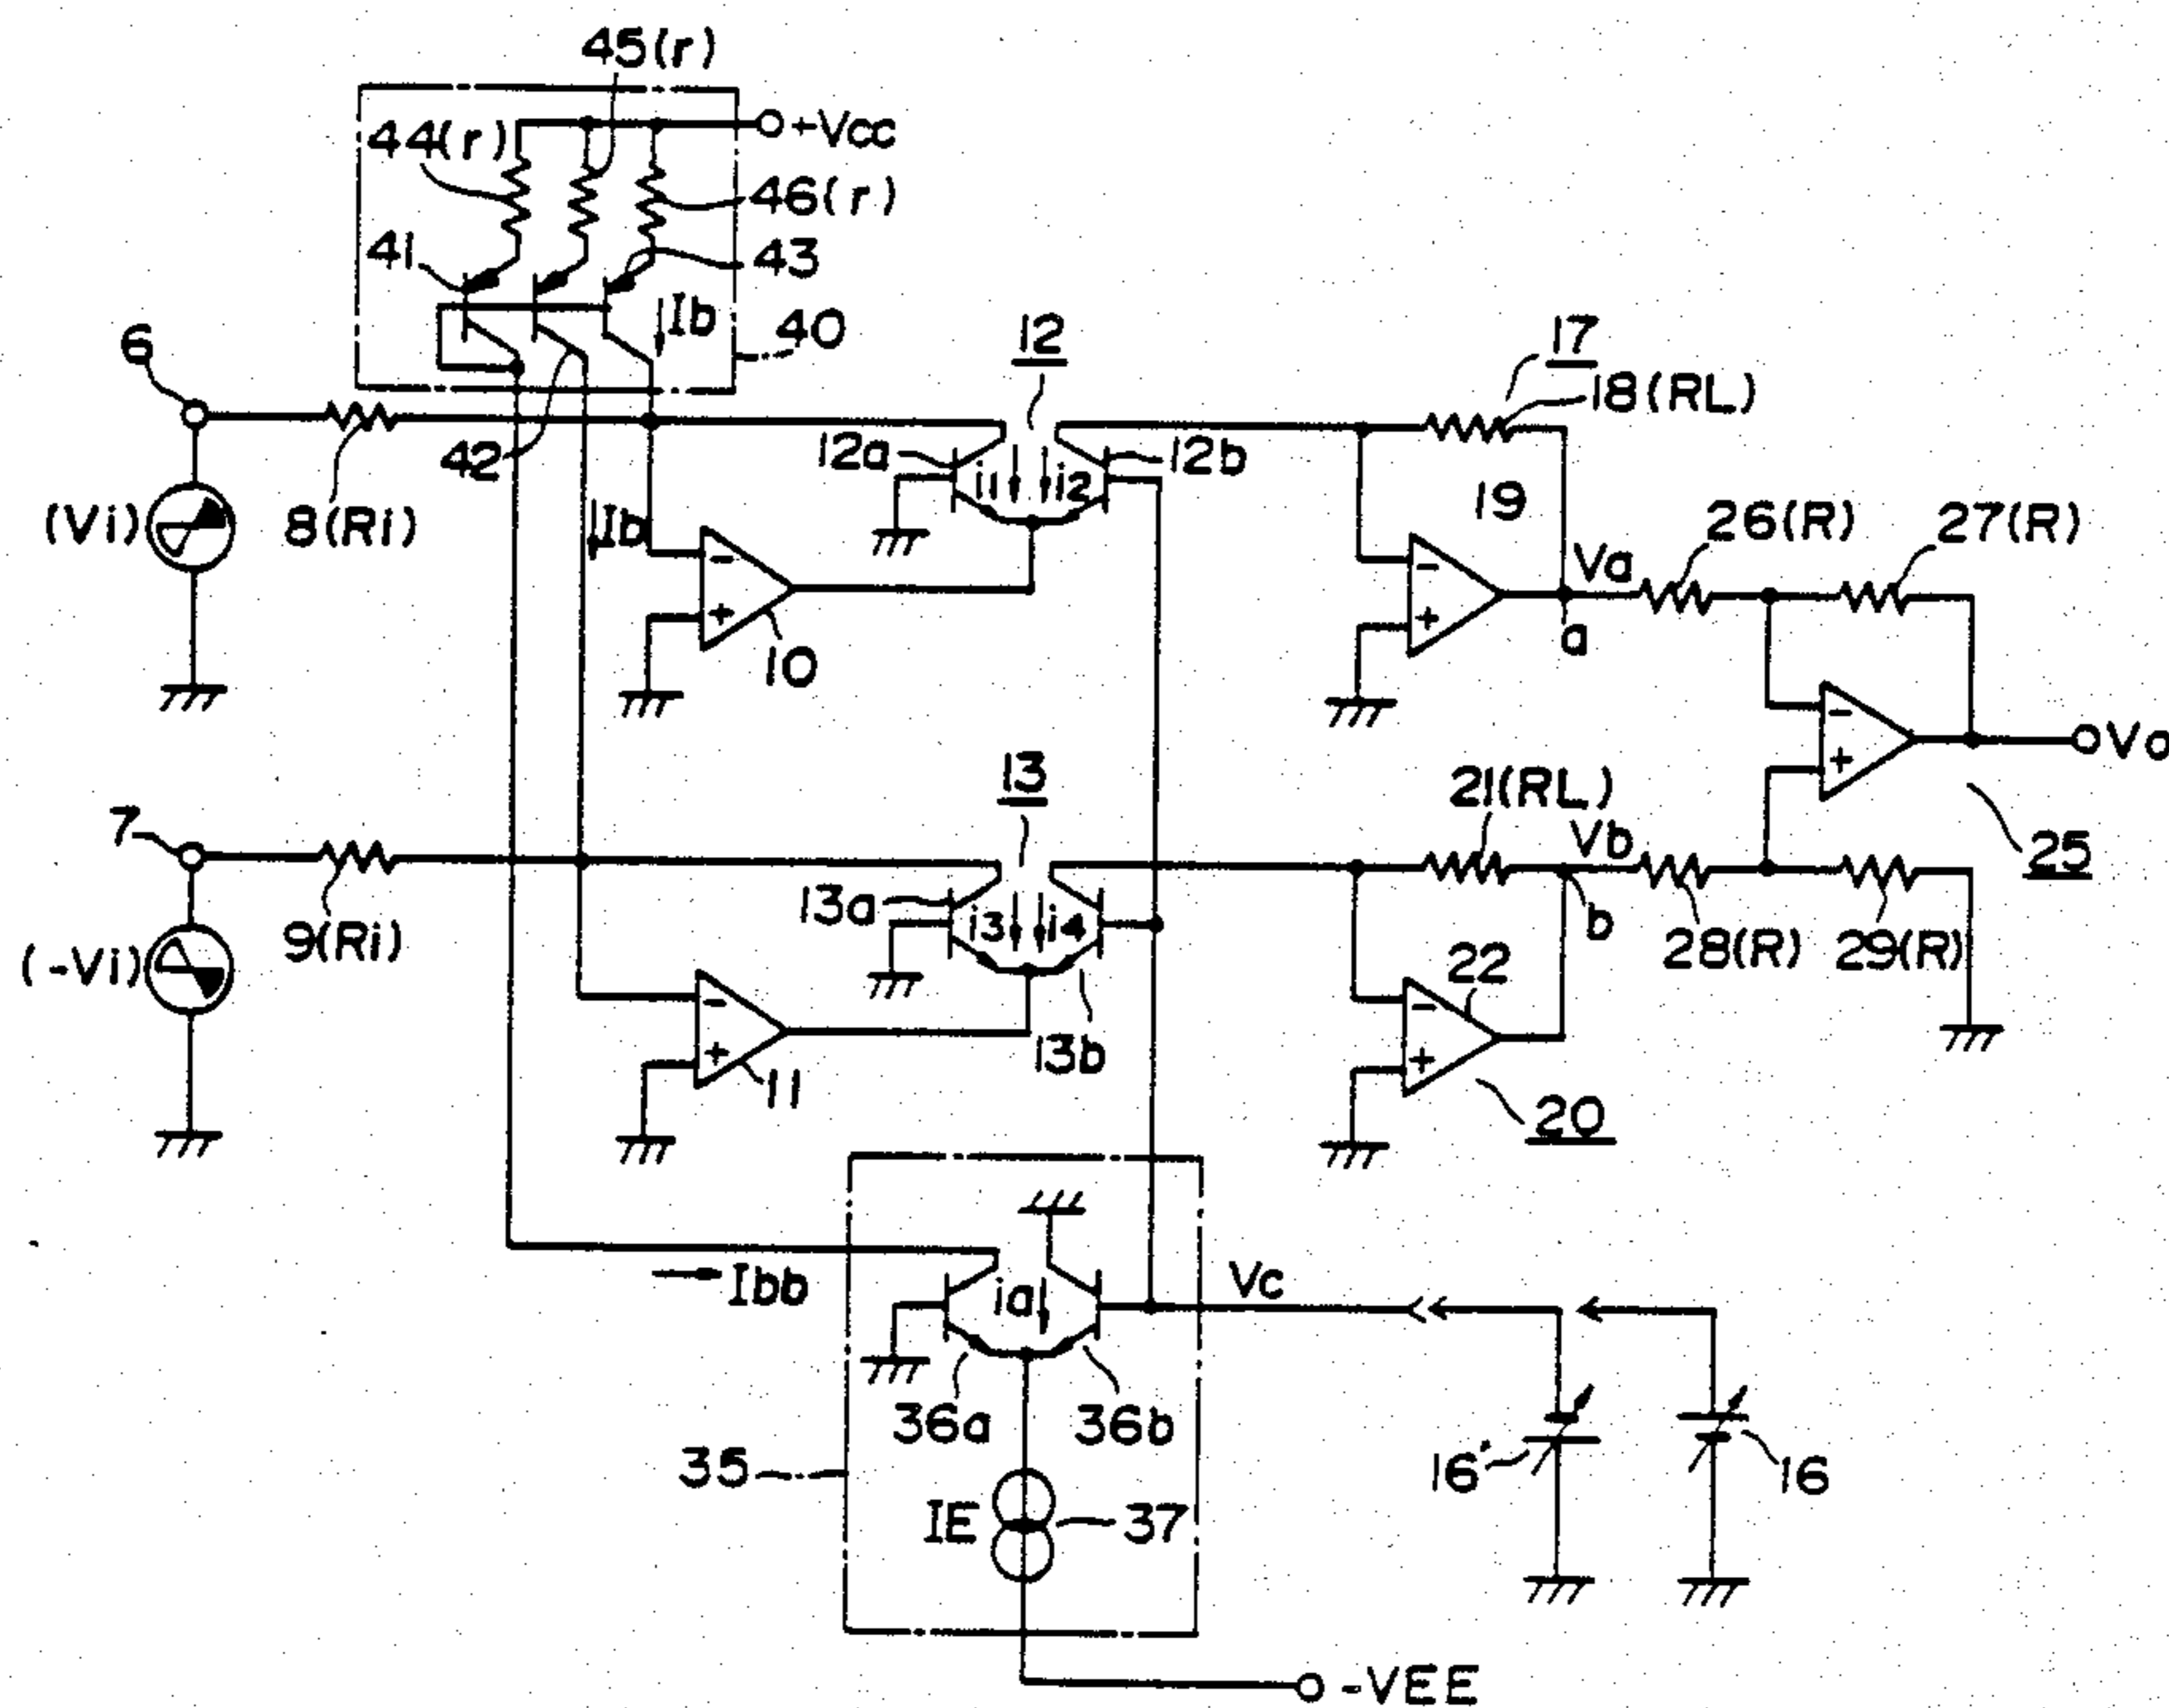 45(r)
+Vcc
44(r)
46(r)
41
43
Ib
40
6
12
17
18(RL)
42
12a
i1
i2
12b
(Vi)
8(Ri)
Ib
19
26(R)
27(R)
Va
-
+
10
-
+
a
-
+
Vo
13
21(RL)
Vb
25
7
13a
i3
i4
b
9(Ri)
28(R)
29(R)
(-Vi)
22
-
+
11
13b
-
+
20
Ibb
ia
Vc
36a
36b
35
16'
16
IE
37
-VEE